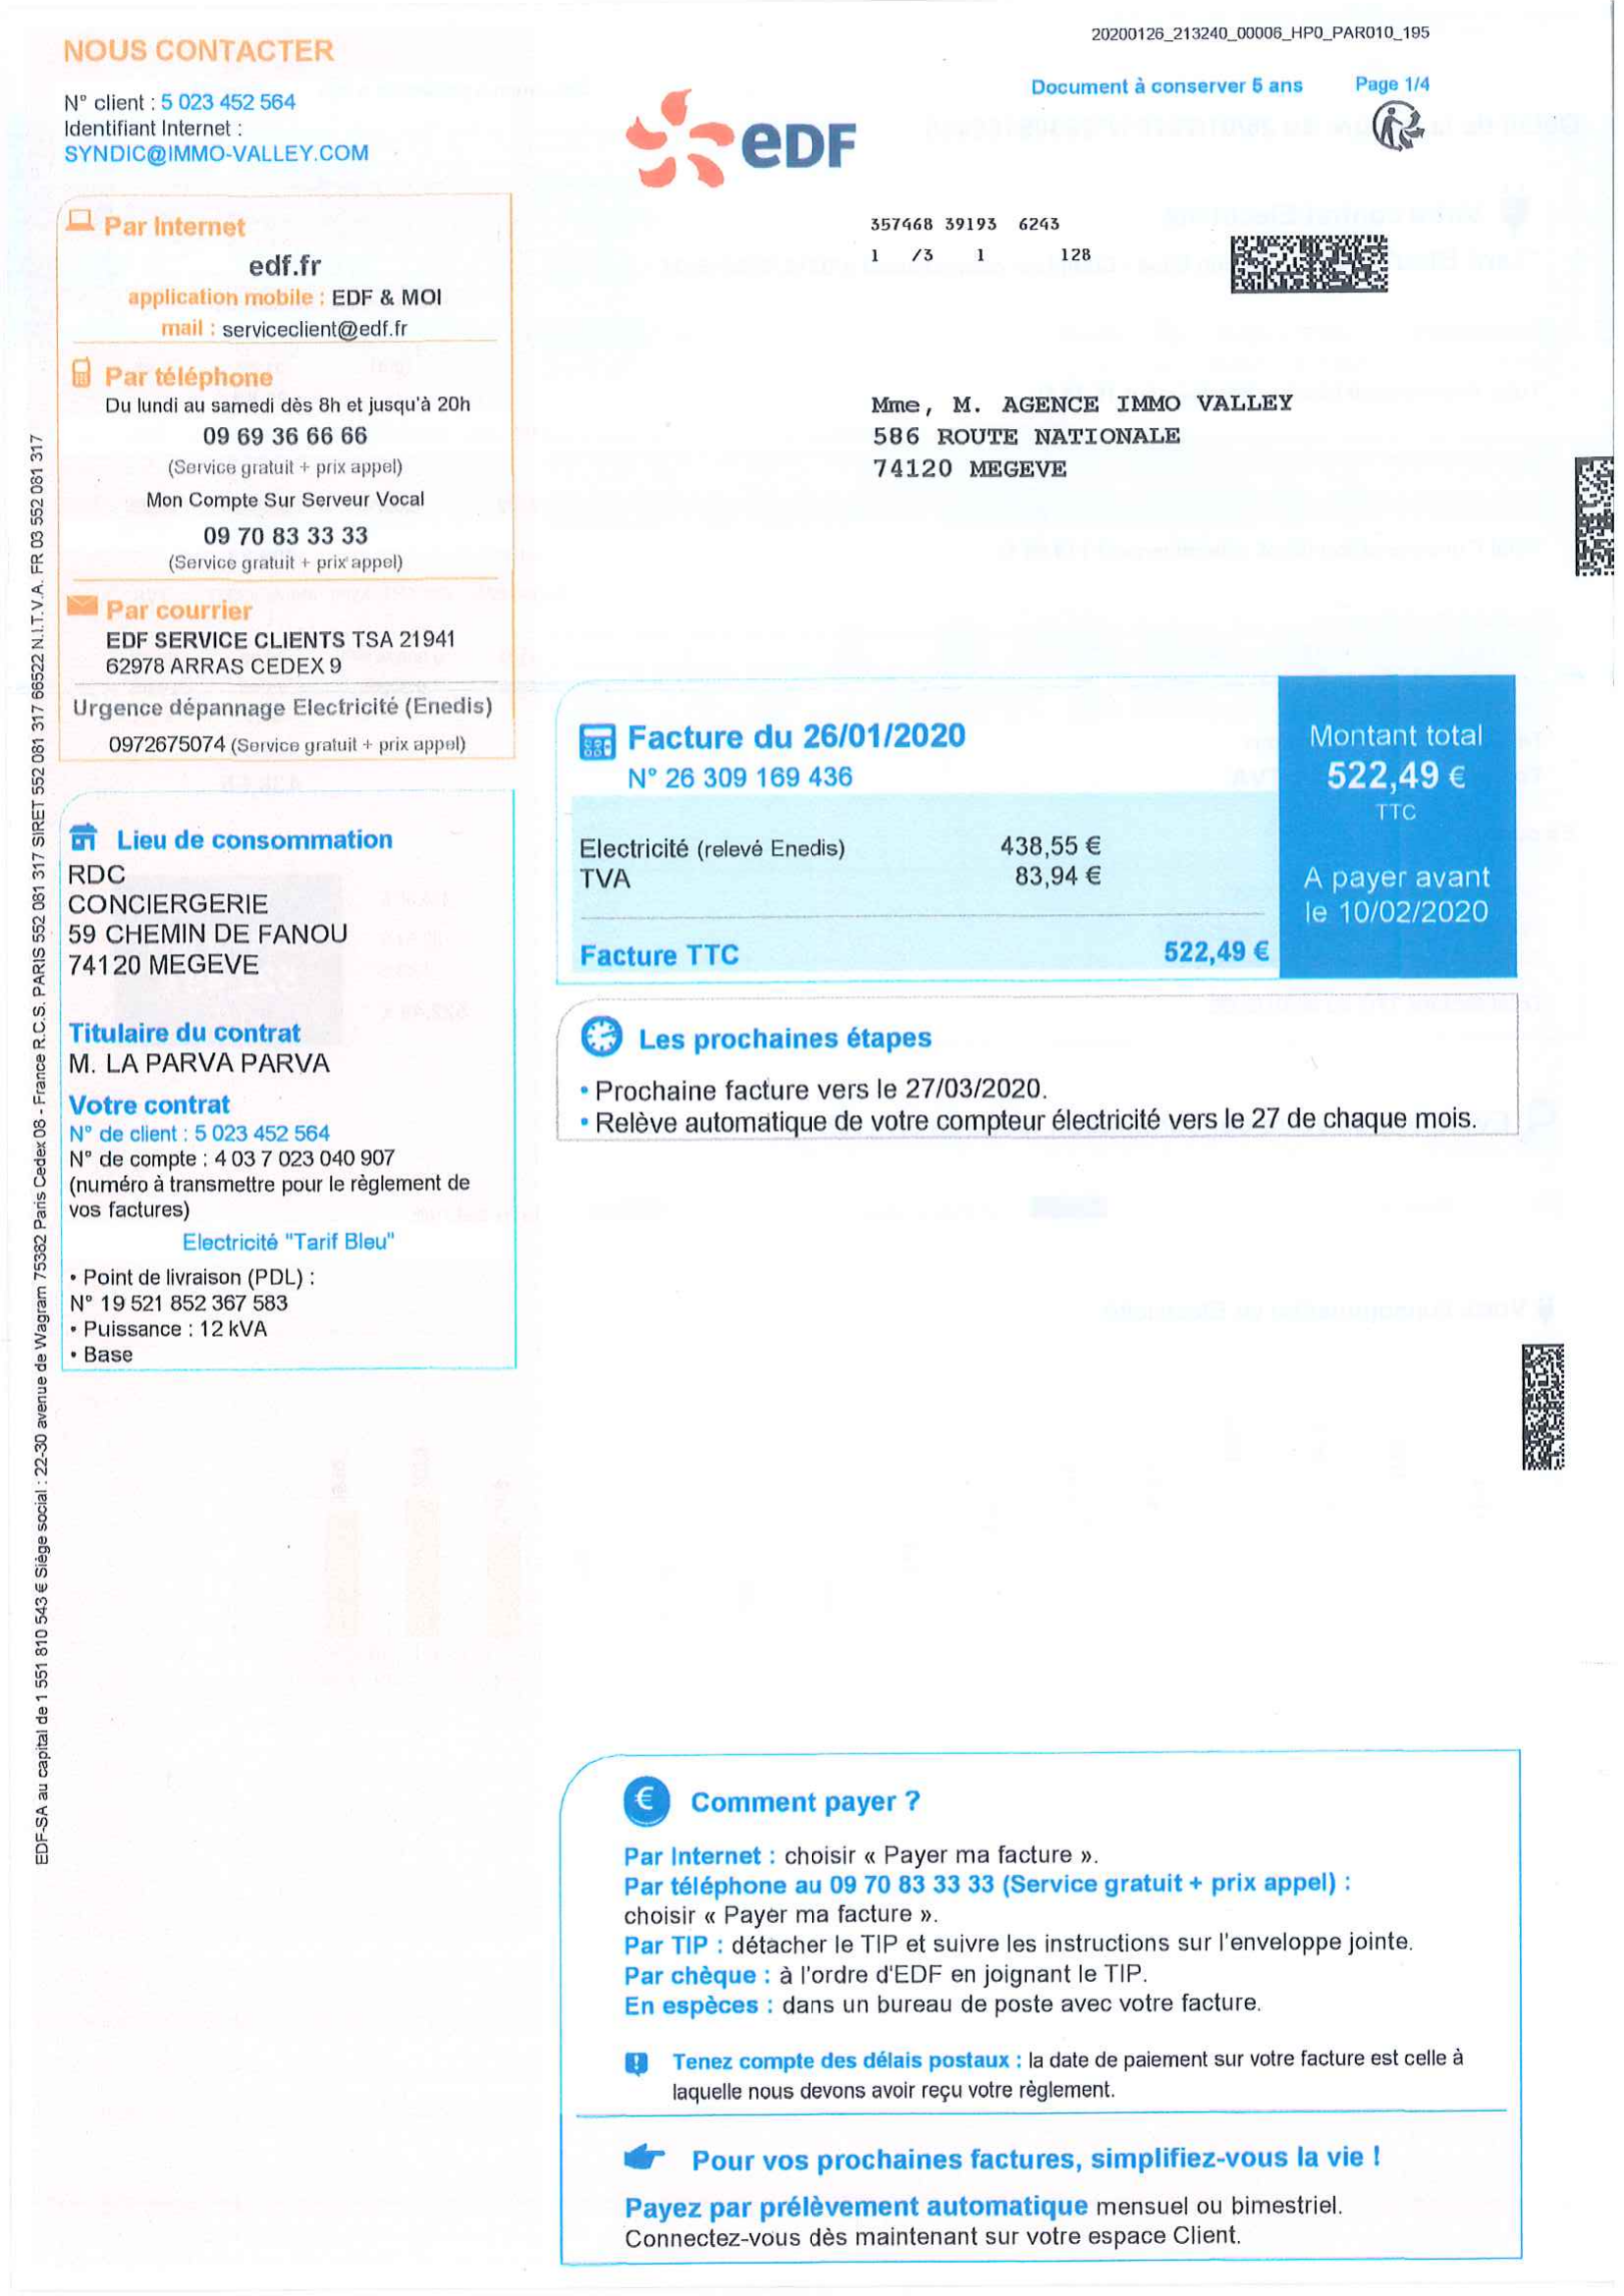 20200126_213240_00006_HP0_PAR010_195
NOUS CONTACTER
N° client : 5 023 452 564
Identifiant Internet :
SYNDIC@IMMO-VALLEY.COM
Document à conserver 5 ans
Page 1/4
eDF
Par Internet
edf.fr
application mobile : EDF & MOI
mail : serviceclient@edf.fr
Par téléphone
Du lundi au samedi dès 8h et jusqu'à 20h
09 69 36 66 66
(Service gratuit + prix appel)
Mon Compte Sur Serveur Vocal
09 70 83 33 33
(Service gratuit + prix appel)
Par courrier
EDF SERVICE CLIENTS TSA 21941
62978 ARRAS CEDEX 9
Urgence dépannage Electricité (Enedis)
0972675074 (Service gratuit + prix appel)
357468 39193 6243
1 /3 1 128
Mme, M. AGENCE IMMO VALLEY
586 ROUTE NATIONALE
74120 MEGEVE
Lieu de consommation
RDC
CONCIERGERIE
59 CHEMIN DE FANOU
74120 MEGEVE
Titulaire du contrat
M. LA PARVA PARVA
Votre contrat
N° de client : 5 023 452 564
N° de compte : 4 03 7 023 040 907
(numéro à transmettre pour le règlement de
vos factures)
Electricité "Tarif Bleu"
• Point de livraison (PDL) :
N° 19 521 852 367 583
• Puissance : 12 kVA
• Base
Facture du 26/01/2020
N° 26 309 169 436
Electricité (relevé Enedis) 438,55 €
TVA 83,94 €
Facture TTC 522,49 €
Montant total
522,49 €
TTC
A payer avant
le 10/02/2020
Les prochaines étapes
• Prochaine facture vers le 27/03/2020.
• Relève automatique de votre compteur électricité vers le 27 de chaque mois.
Comment payer ?
Par Internet : choisir « Payer ma facture ».
Par téléphone au 09 70 83 33 33 (Service gratuit + prix appel) :
choisir « Payer ma facture ».
Par TIP : détacher le TIP et suivre les instructions sur l'enveloppe jointe.
Par chèque : à l'ordre d'EDF en joignant le TIP.
En espèces : dans un bureau de poste avec votre facture.
Tenez compte des délais postaux : la date de paiement sur votre facture est celle à
laquelle nous devons avoir reçu votre règlement.
Pour vos prochaines factures, simplifiez-vous la vie !
Payez par prélèvement automatique mensuel ou bimestriel.
Connectez-vous dès maintenant sur votre espace Client.
EDF-SA au capital de 1 551 810 543 € Siège social : 22-30 avenue de Wagram 75382 Paris Cedex 08 - France R.C.S. PARIS 552 081 317 SIRET 552 081 317 66522 N.I.T.V.A. FR 03 552 081 317